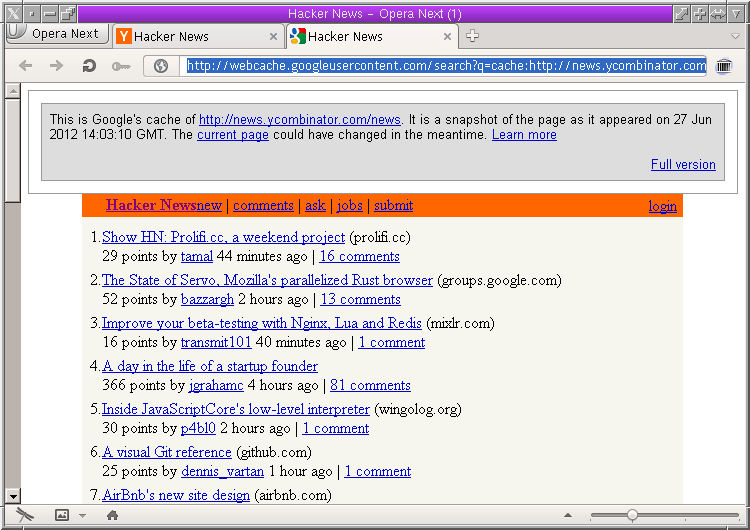 Hacker News - Opera Next (1)
Opera Next
Hacker News
Hacker News
http://webcache.googleusercontent.com/search?q=cache:http://news.ycombinator.com
This is Google's cache of http://news.ycombinator.com/news. It is a snapshot of the page as it appeared on 27 Jun
2012 14:03:10 GMT. The current page could have changed in the meantime. Learn more
Full version
Hacker Newsnew | comments | ask | jobs | submit
login
1.Show HN: Prolifi.cc, a weekend project (prolifi.cc)
29 points by tamal 44 minutes ago | 16 comments
2.The State of Servo, Mozilla's parallelized Rust browser (groups.google.com)
52 points by bazzargh 2 hours ago | 13 comments
3.Improve your beta-testing with Nginx, Lua and Redis (mixlr.com)
16 points by transmit101 40 minutes ago | 1 comment
4.A day in the life of a startup founder
366 points by jgrahamc 4 hours ago | 81 comments
5.Inside JavaScriptCore's low-level interpreter (wingolog.org)
30 points by p4bl0 2 hours ago | 1 comment
6.A visual Git reference (github.com)
25 points by dennis_vartan 1 hour ago | 1 comment
7.AirBnb's new site design (airbnb.com)